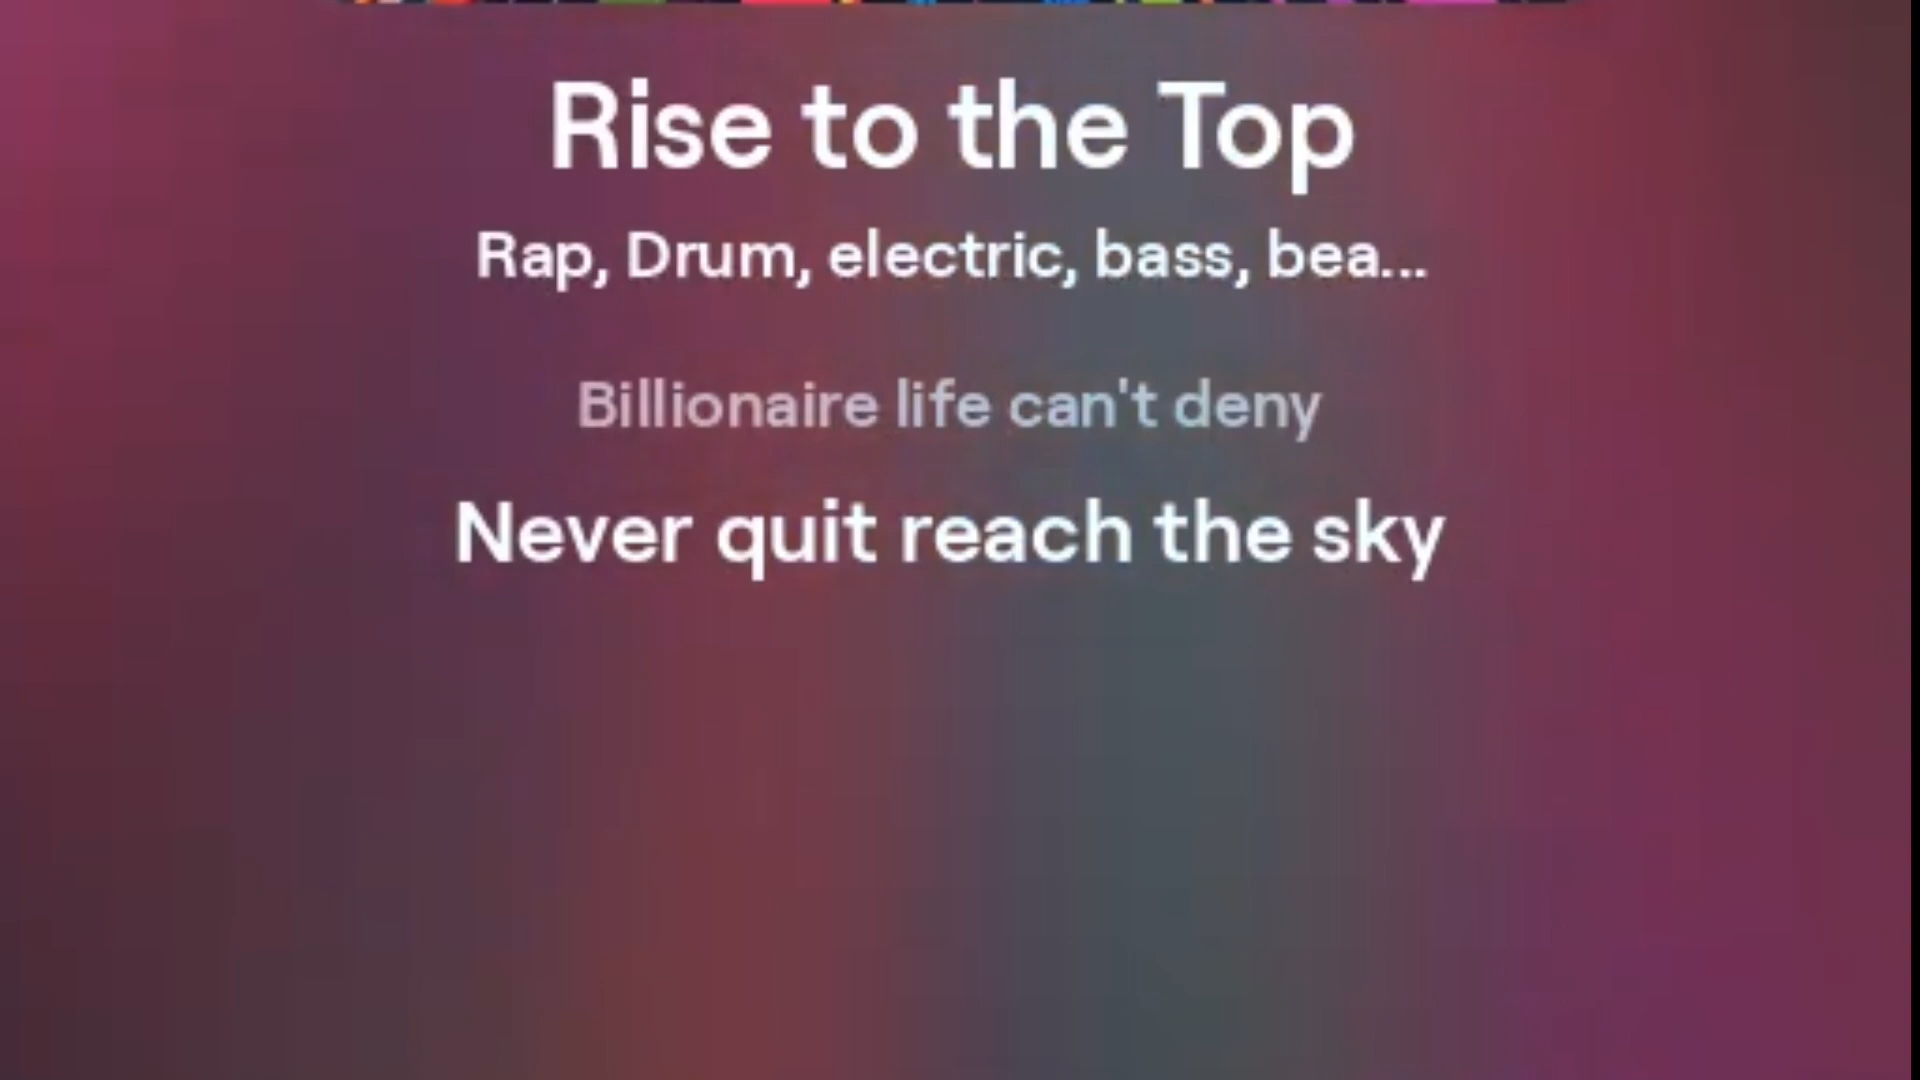 Rise to the Top
Rap, Drum, electric, bass, bea...
Billionaire life can't deny
Never quit reach the sky